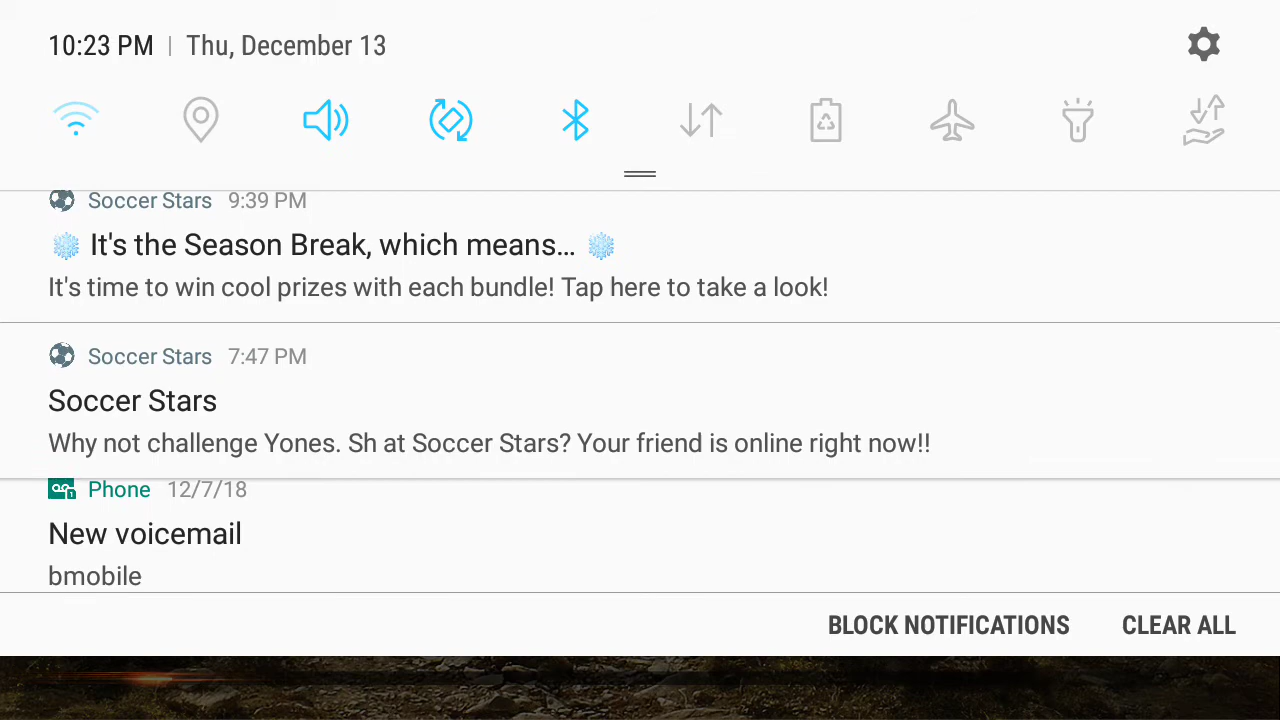 10:23 PM | Thu, December 13
Soccer Stars 9:39 PM
❄️ It's the Season Break, which means… ❄️
It's time to win cool prizes with each bundle! Tap here to take a look!
Soccer Stars 7:47 PM
Soccer Stars
Why not challenge Yones. Sh at Soccer Stars? Your friend is online right now!!
Phone 12/7/18
New voicemail
bmobile
BLOCK NOTIFICATIONS CLEAR ALL